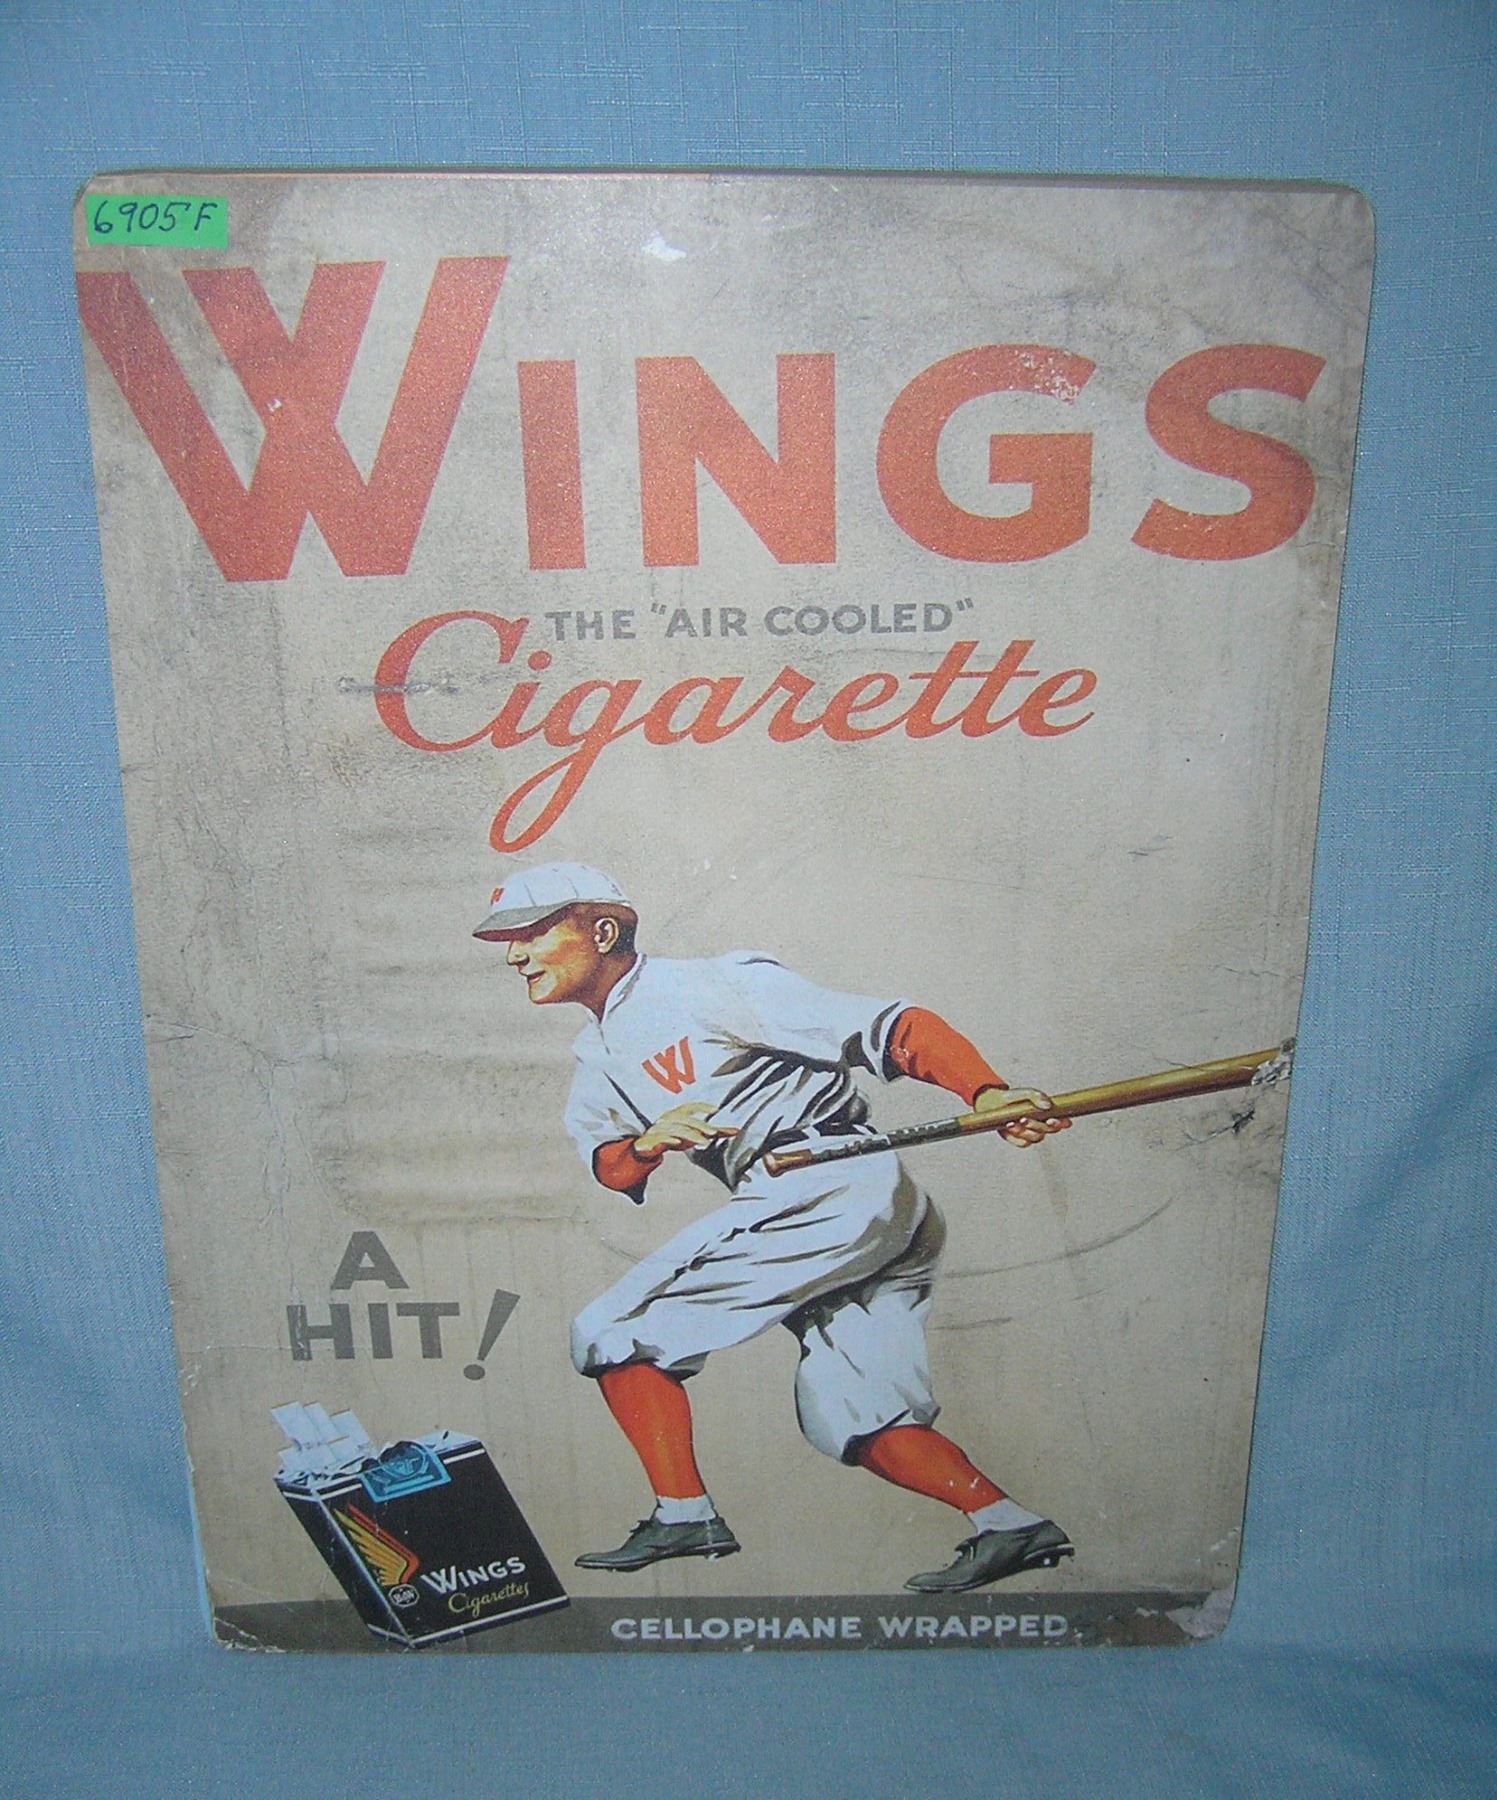 6905F
WINGS
THE "AIR COOLED"
Cigarette
W
A
HIT!
WINGS
Cigarettes
B&W
CELLOPHANE WRAPPED